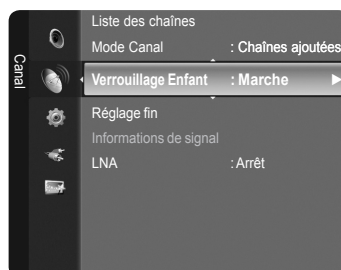 Canal
Liste des chaînes
Mode Canal : Chaînes ajoutées
Verrouillage Enfant : Marche
Réglage fin
Informations de signal
LNA : Arrêt